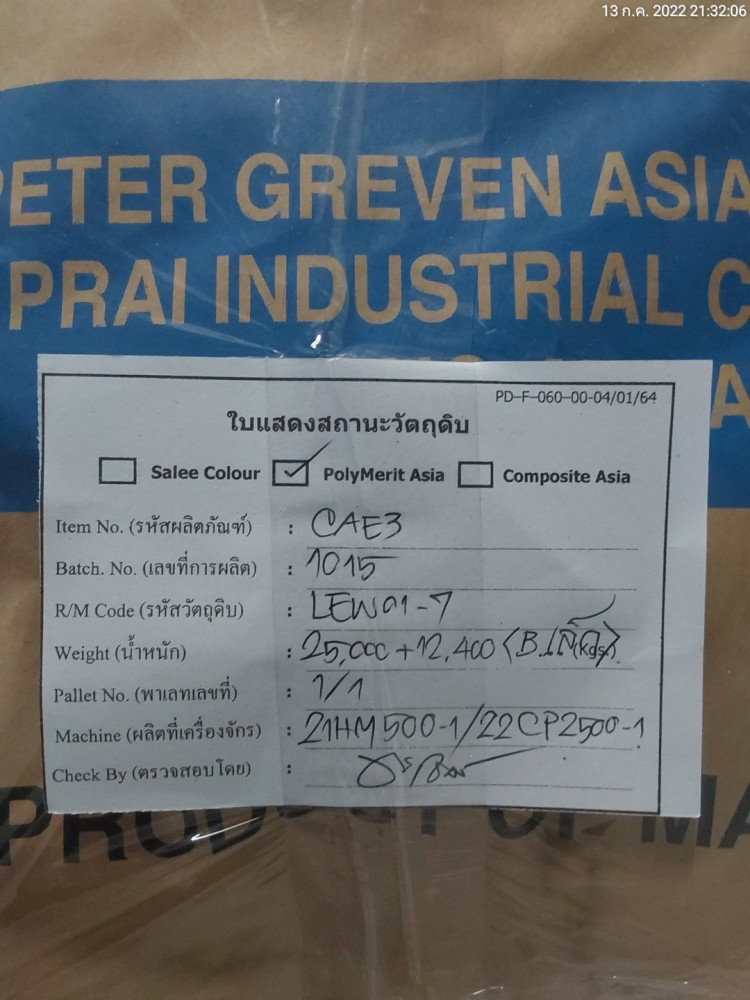 13 ก.ค. 2022 21:32:06
PETER GREVEN ASIA
PRAI INDUSTRIAL C
A
PD-F-060-00-04/01/64
ใบแสดงสถานะวัตถุดิบ
Salee Colour PolyMerit Asia Composite Asia
Item No. (รหัสผลิตภัณฑ์) : CAE3
Batch. No. (เลขที่การผลิต) : 1015
R/M Code (รหัสวัตถุดิบ) : LEW01-7
Weight (น้ำหนัก) : 25,000 + 12,400 (kgs)
Pallet No. (พาเลทเลขที่) : 1/1
Machine (ผลิตที่เครื่องจักร) : 21HM500-1/22CP2500-1
Check By (ตรวจสอบโดย) :
PRODUCT OF MA